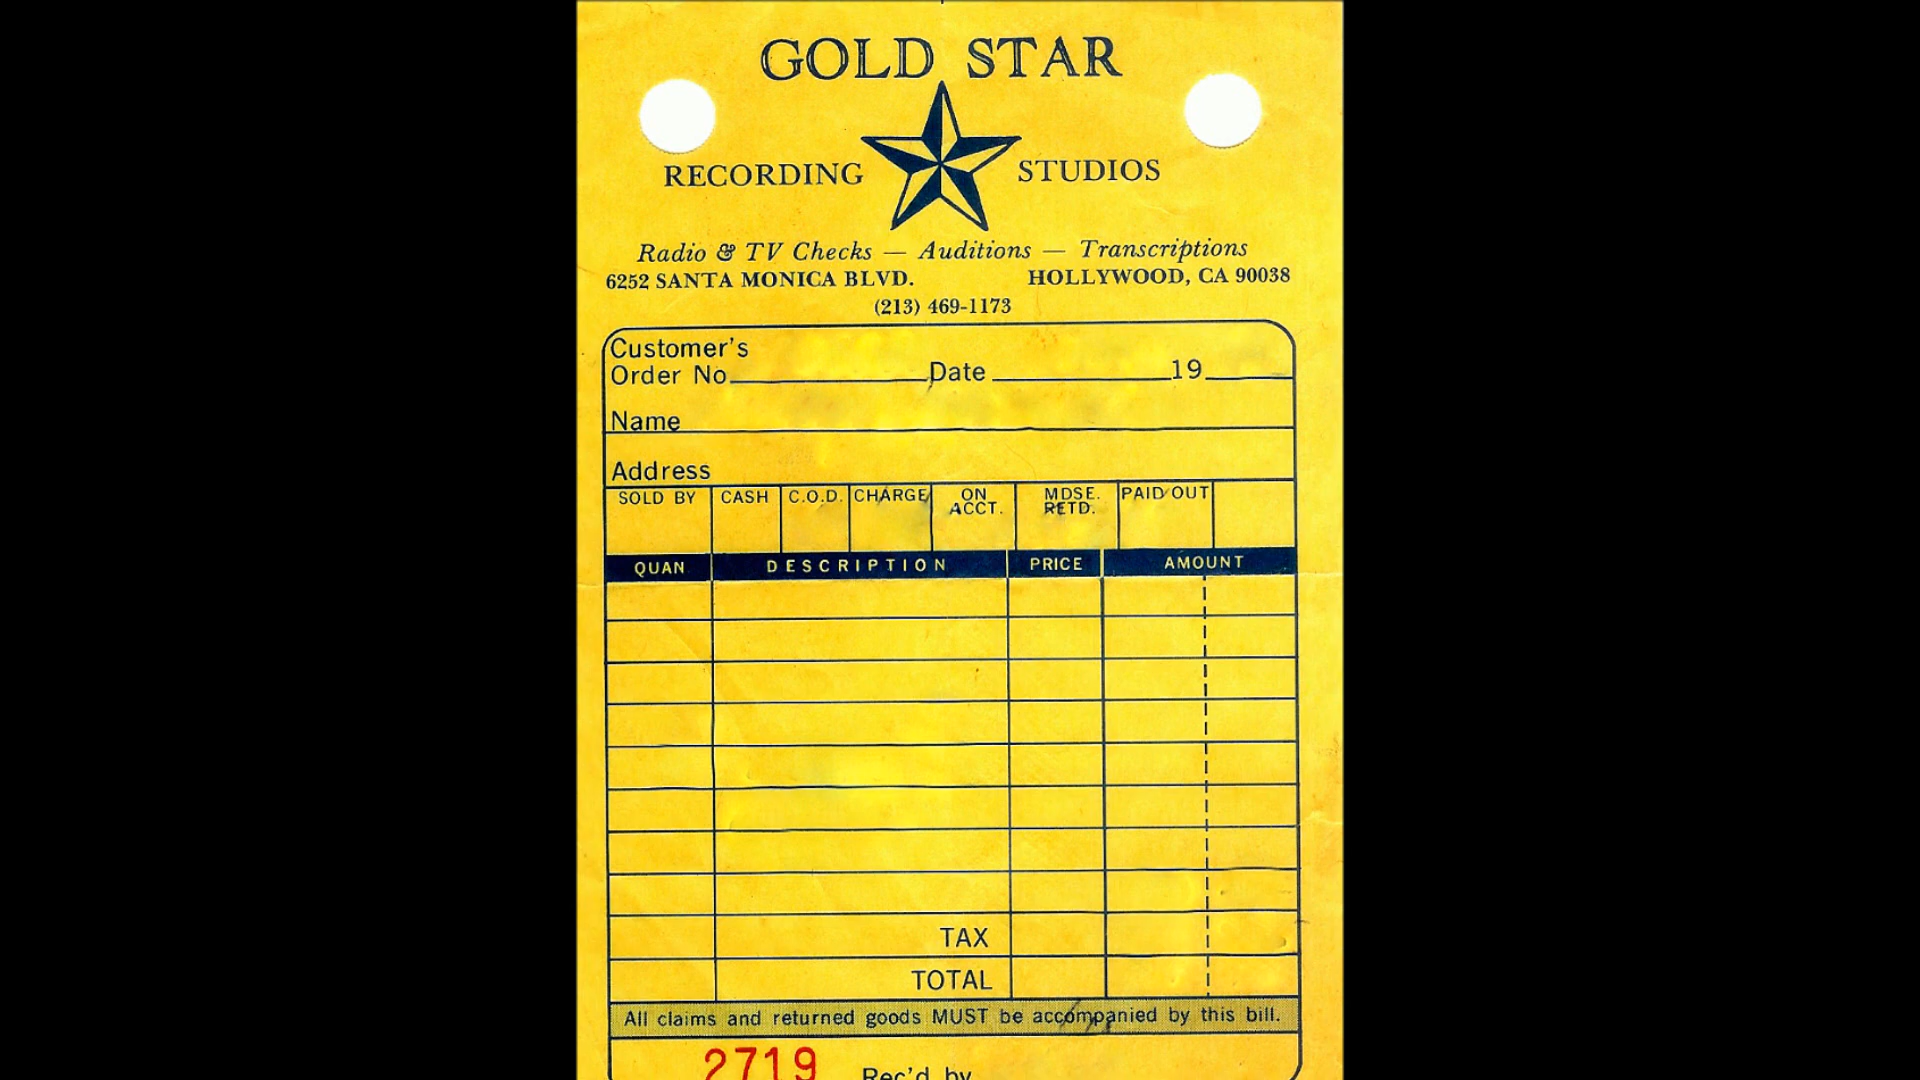 GOLD STAR
RECORDING STUDIOS
Radio & TV Checks — Auditions — Transcriptions
6252 SANTA MONICA BLVD. HOLLYWOOD, CA 90038
(213) 469-1173
Customer's
Order No. Date 19
Name
Address
SOLD BY CASH C.O.D. CHARGE ON ACCT. MDSE. RETD. PAID OUT
QUAN. DESCRIPTION PRICE AMOUNT
TAX
TOTAL
All claims and returned goods MUST be accompanied by this bill.
2719 Rec'd by